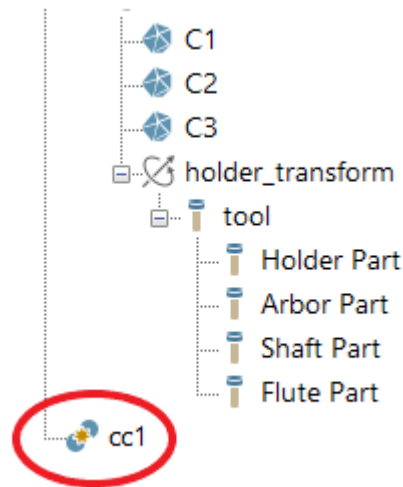 C1
C2
C3
holder_transform
tool
Holder Part
Arbor Part
Shaft Part
Flute Part
cc1